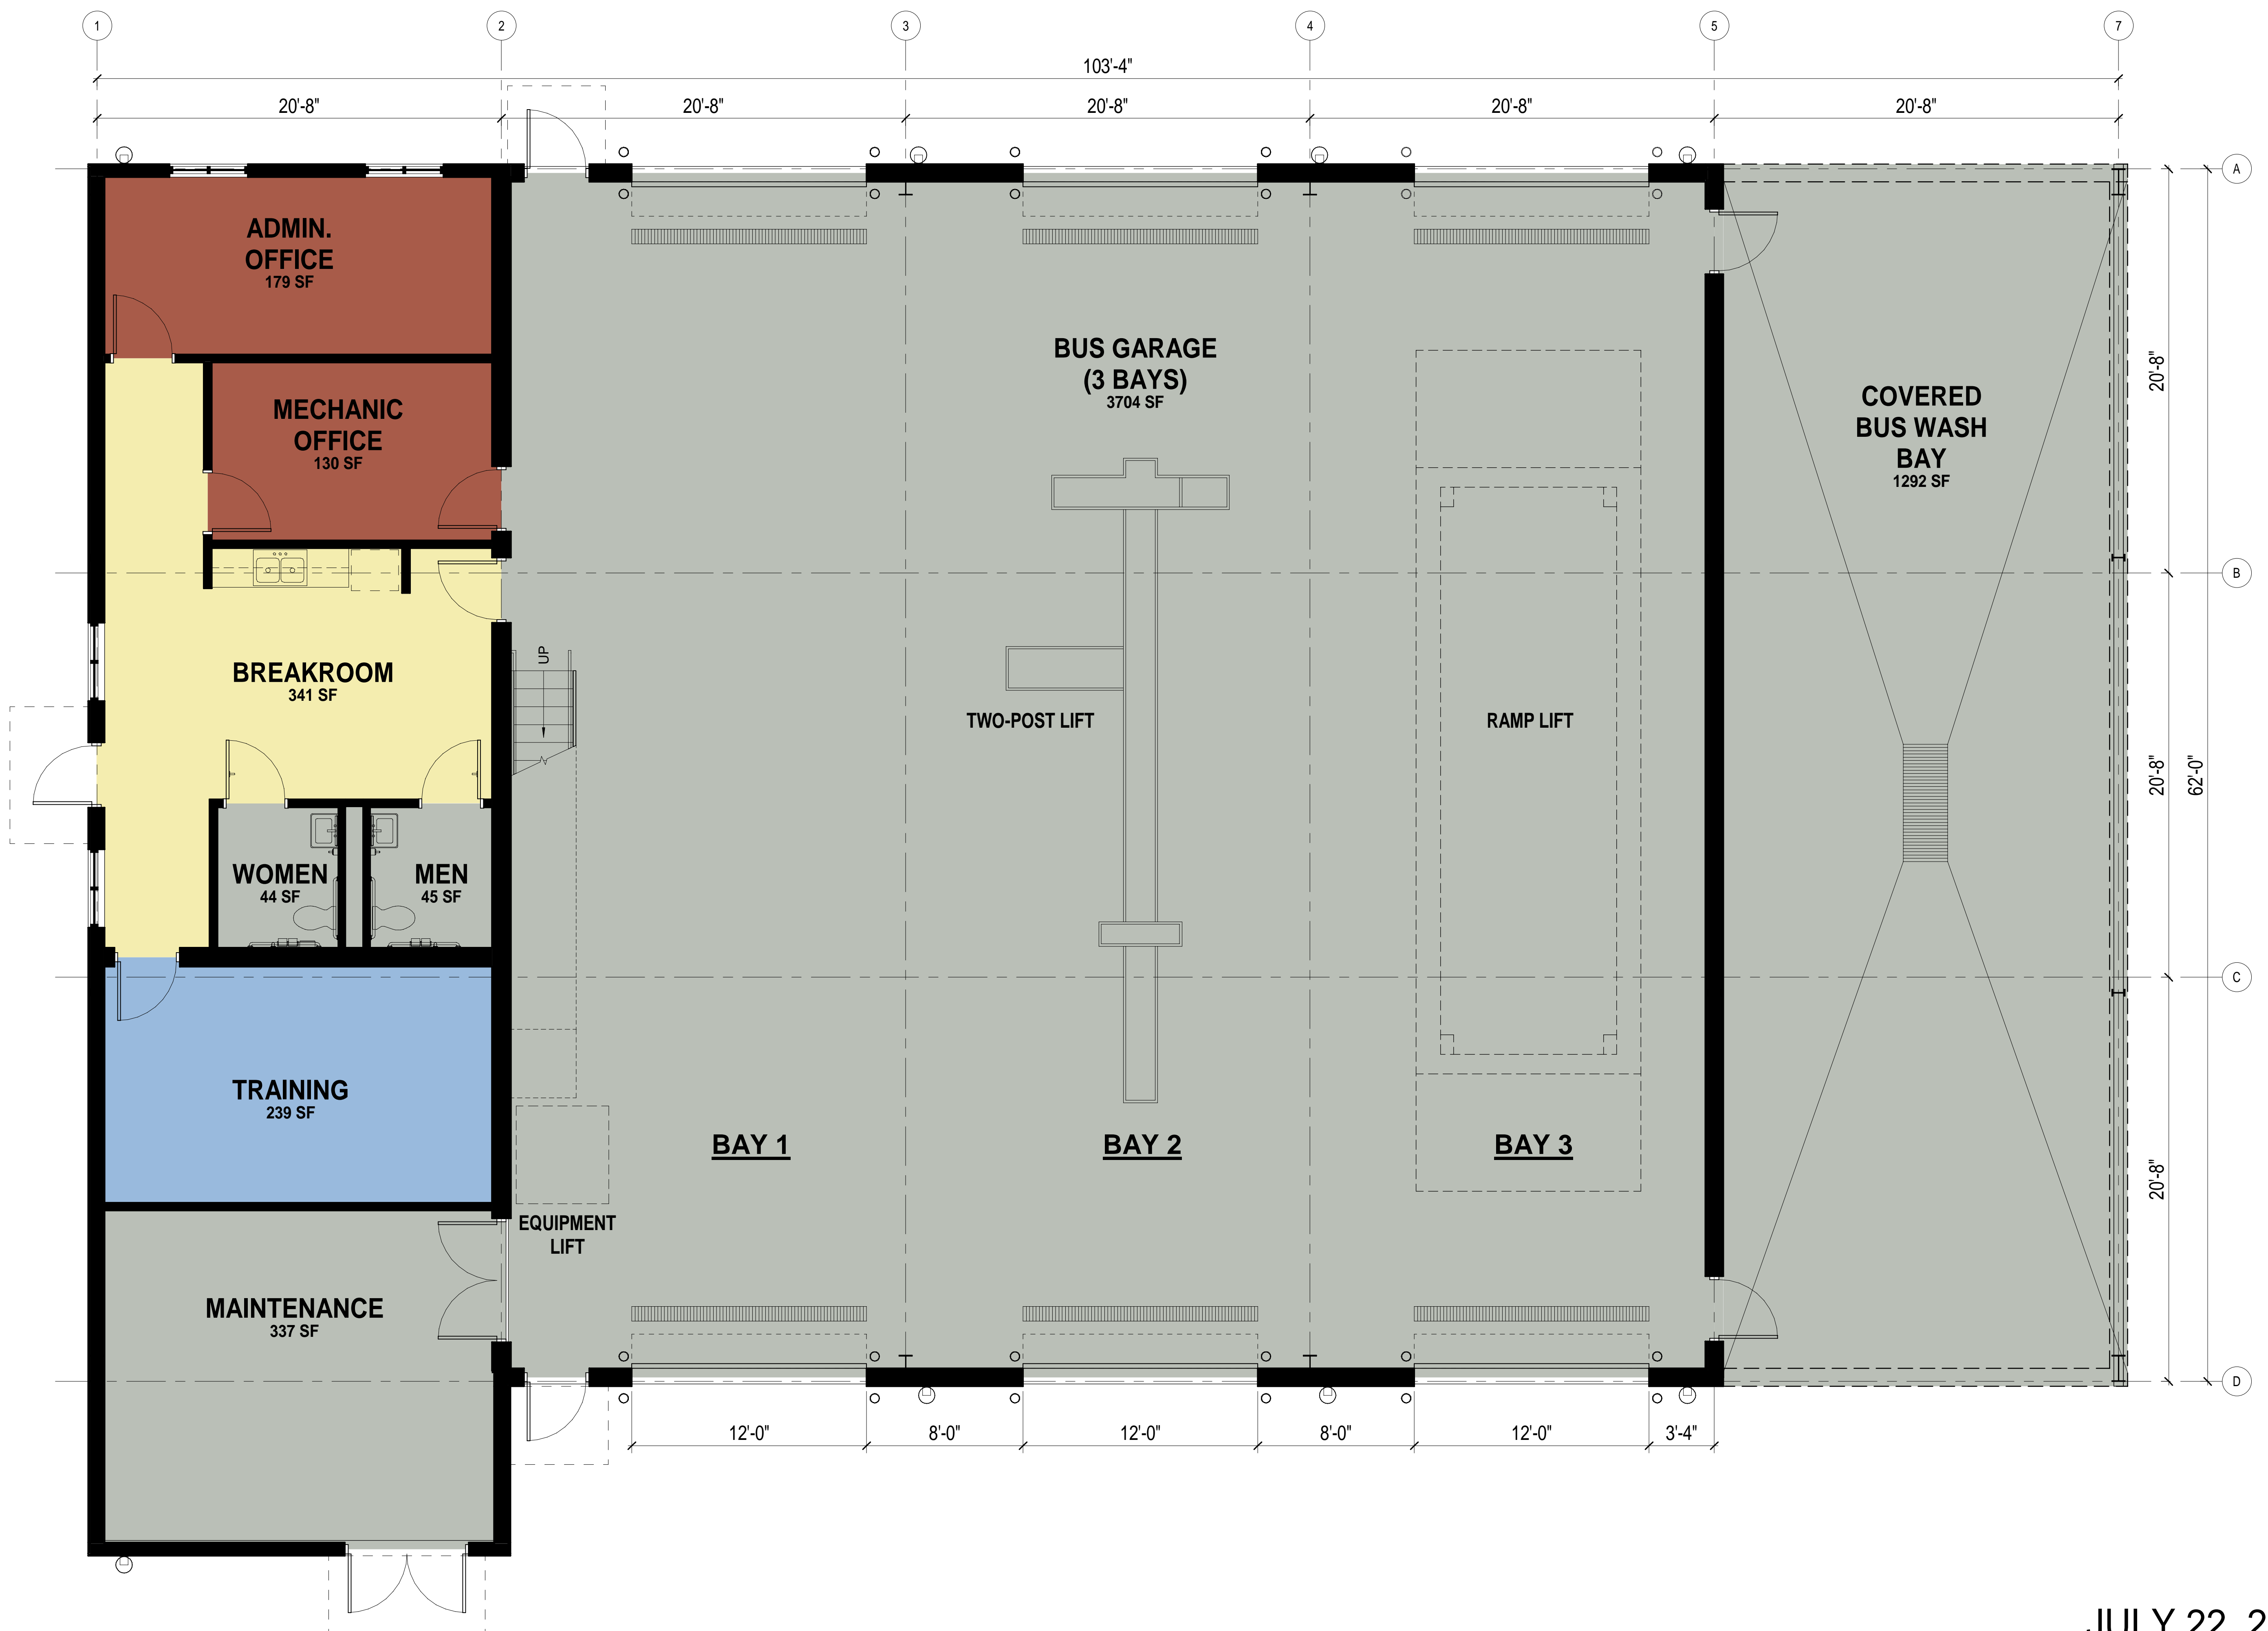 1
2
3
4
5
7
103'-4"
20'-8"
20'-8"
20'-8"
20'-8"
20'-8"
A
ADMIN.
OFFICE
179 SF
BUS GARAGE
(3 BAYS)
3704 SF
20'-8"
COVERED
BUS WASH
BAY
1292 SF
MECHANIC
OFFICE
130 SF
B
BREAKROOM
341 SF
UP
TWO-POST LIFT
RAMP LIFT
20'-8"
62'-0"
WOMEN
44 SF
MEN
45 SF
C
TRAINING
239 SF
BAY 1
BAY 2
BAY 3
20'-8"
EQUIPMENT
LIFT
MAINTENANCE
337 SF
D
12'-0"
8'-0"
12'-0"
8'-0"
12'-0"
3'-4"
JULY 22, 2